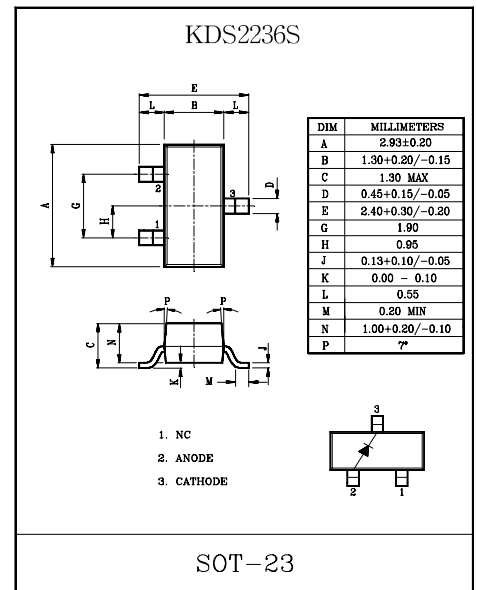 KDS2236S
E
L B L
A
G
H
2
1
3
D
DIM MILLIMETERS
A 2.93±0.20
B 1.30+0.20/-0.15
C 1.30 MAX
D 0.45+0.15/-0.05
E 2.40+0.30/-0.20
G 1.90
H 0.95
J 0.13+0.10/-0.05
K 0.00 - 0.10
L 0.55
M 0.20 MIN
N 1.00+0.20/-0.10
P 7°
P P
C
N
K
M
J
1. NC
2. ANODE
3. CATHODE
3
2 1
SOT-23